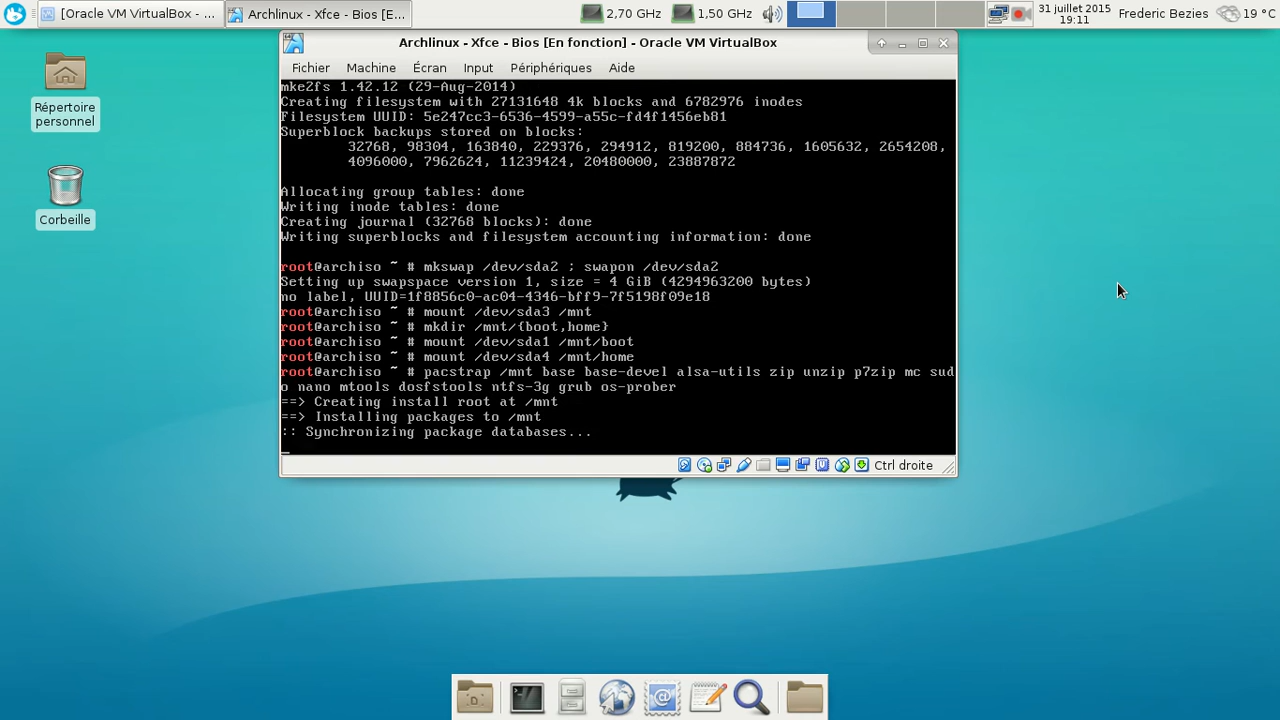 [Oracle VM VirtualBox - ...
Archlinux - Xfce - Bios [E...
2,70 GHz
1,50 GHz
31 juillet 2015
19:11
Frederic Bezies
19 °C
Répertoire
personnel
Corbeille
Archlinux - Xfce - Bios [En fonction] - Oracle VM VirtualBox
Fichier Machine Écran Input Périphériques Aide
mke2fs 1.42.12 (29-Aug-2014)
Creating filesystem with 27131648 4k blocks and 6782976 inodes
Filesystem UUID: 5e247cc3-6536-4599-a55c-fd4f1456eb81
Superblock backups stored on blocks:
32768, 98304, 163840, 229376, 294912, 819200, 884736, 1605632, 2654208,
4096000, 7962624, 11239424, 20480000, 23887872
Allocating group tables: done
Writing inode tables: done
Creating journal (32768 blocks): done
Writing superblocks and filesystem accounting information: done
root@archiso ~ # mkswap /dev/sda2 ; swapon /dev/sda2
Setting up swapspace version 1, size = 4 GiB (4294963200 bytes)
no label, UUID=1f8856c0-ac04-4346-bff9-7f5198f09e18
root@archiso ~ # mount /dev/sda3 /mnt
root@archiso ~ # mkdir /mnt/{boot,home}
root@archiso ~ # mount /dev/sda1 /mnt/boot
root@archiso ~ # mount /dev/sda4 /mnt/home
root@archiso ~ # pacstrap /mnt base base-devel alsa-utils zip unzip p7zip mc sud
o nano mtools dosfstools ntfs-3g grub os-prober
==> Creating install root at /mnt
==> Installing packages to /mnt
:: Synchronizing package databases...
Ctrl droite